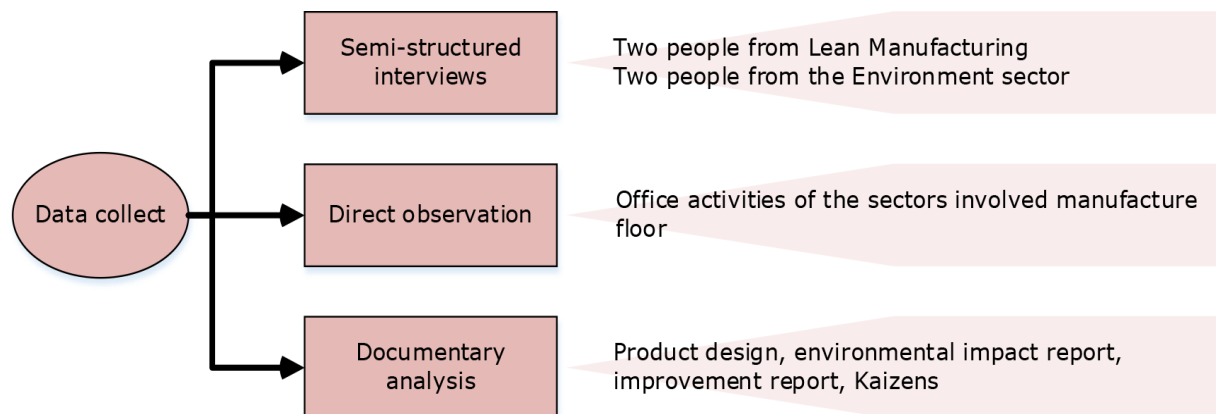 Semi-structured
interviews
Two people from Lean Manufacturing
Two people from the Environment sector
Data collect
Direct observation
Office activities of the sectors involved manufacture
floor
Documentary
analysis
Product design, environmental impact report,
improvement report, Kaizens